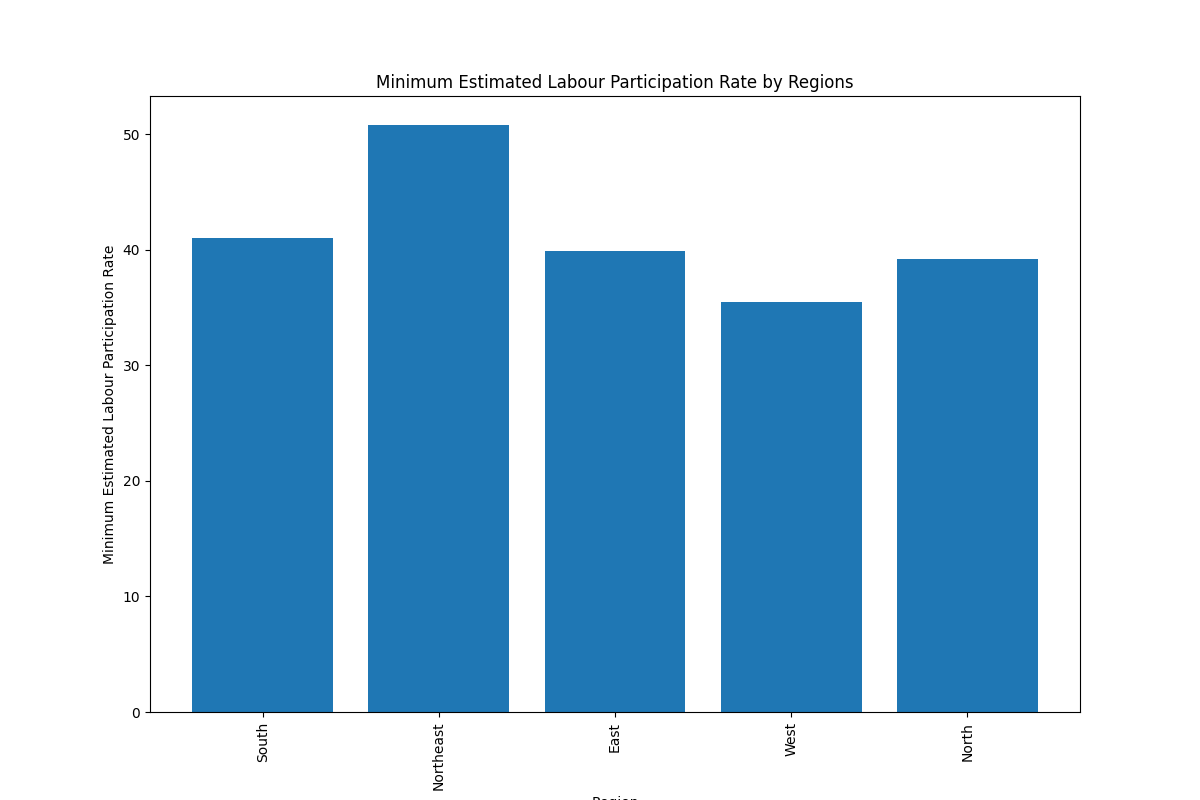 Minimum Estimated Labour Participation Rate by Regions
Minimum Estimated Labour Participation Rate
50
40
30
20
10
0
South
Northeast
East
West
North
Region